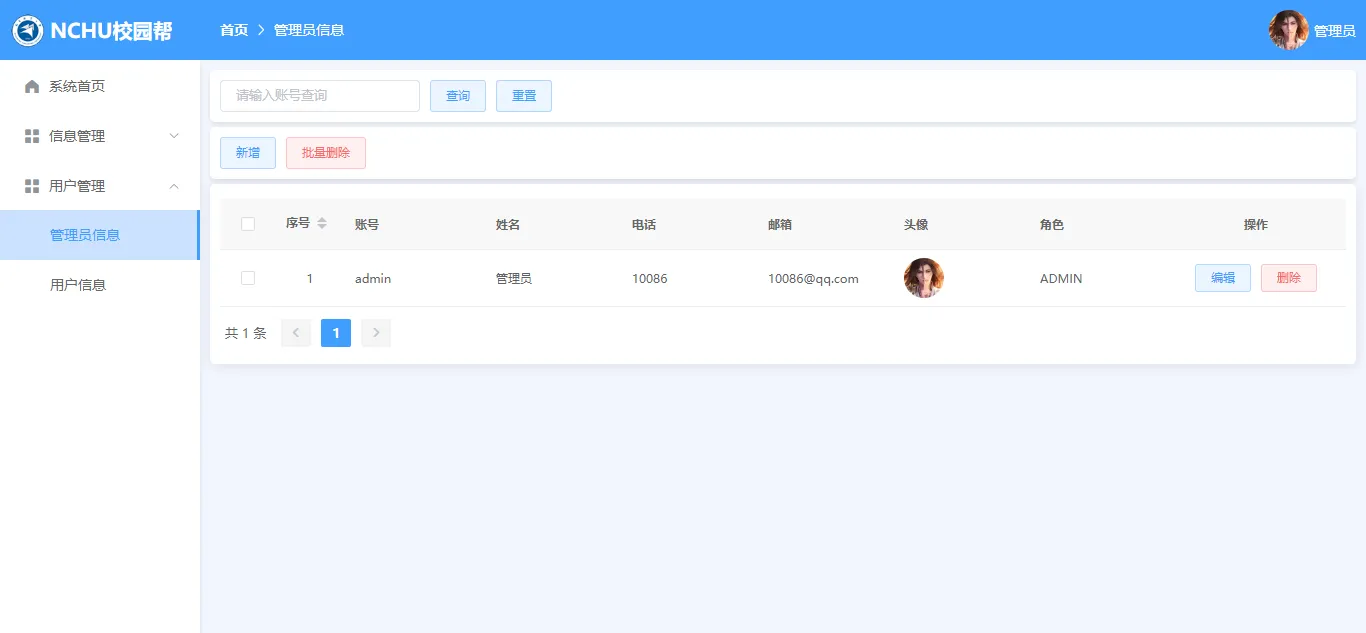 NCHU校园帮
首页 > 管理员信息
管理员
系统首页
信息管理
用户管理
管理员信息
用户信息
请输入账号查询 查询 重置
新增 批量删除
序号 账号 姓名 电话 邮箱 头像 角色 操作
1 admin 管理员 10086 10086@qq.com ADMIN 编辑 删除
共 1 条 < 1 >